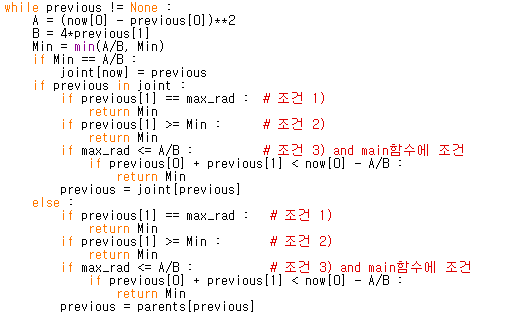 while previous != None :
    A = (now[0] - previous[0])**2
    B = 4*previous[1]
    Min = min(A/B, Min)
    if Min == A/B :
        joint[now] = previous
    if previous in joint :
        if previous[1] == max_rad :  # 조건 1)
            return Min
        if previous[1] >= Min :      # 조건 2)
            return Min
        if max_rad <= A/B :          # 조건 3) and main함수에 조건
            if previous[0] + previous[1] < now[0] - A/B :
                return Min
        previous = joint[previous]
    else :
        if previous[1] == max_rad :   # 조건 1)
            return Min
        if previous[1] >= Min :       # 조건 2)
            return Min
        if max_rad <= A/B :           # 조건 3) and main함수에 조건
            if previous[0] + previous[1] < now[0] - A/B :
                return Min
        previous = parents[previous]